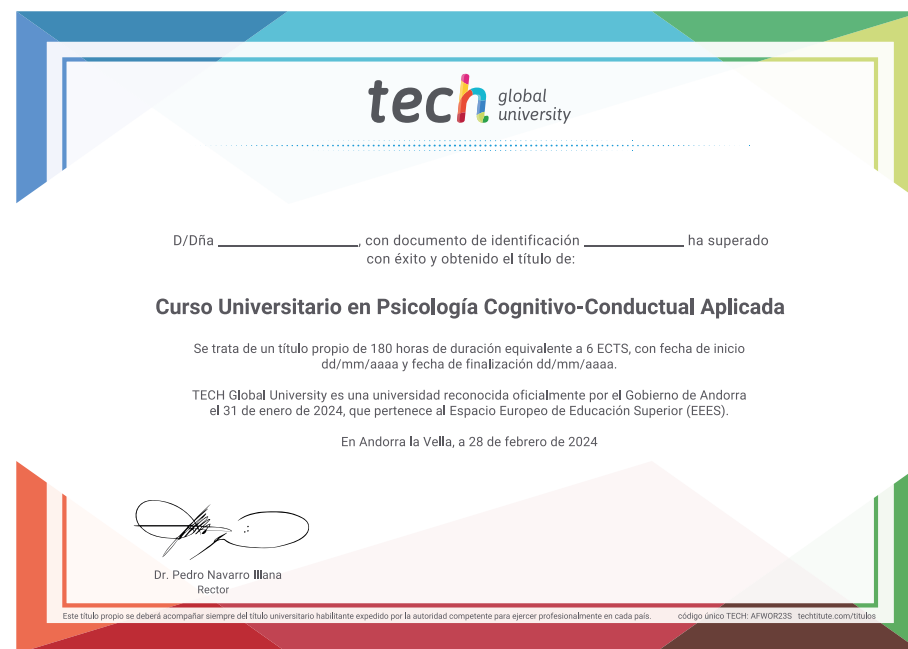 tech global university
D/Dña ____________________, con documento de identificación ______________ ha superado
con éxito y obtenido el título de:
Curso Universitario en Psicología Cognitivo-Conductual Aplicada
Se trata de un título propio de 180 horas de duración equivalente a 6 ECTS, con fecha de inicio
dd/mm/aaaa y fecha de finalización dd/mm/aaaa.
TECH Global University es una universidad reconocida oficialmente por el Gobierno de Andorra
el 31 de enero de 2024, que pertenece al Espacio Europeo de Educación Superior (EEES).
En Andorra la Vella, a 28 de febrero de 2024
Dr. Pedro Navarro Illana
Rector
Este título propio se deberá acompañar siempre del título universitario habilitante expedido por la autoridad competente para ejercer profesionalmente en cada país. código único TECH: AFWOR23S techtitute.com/titulos